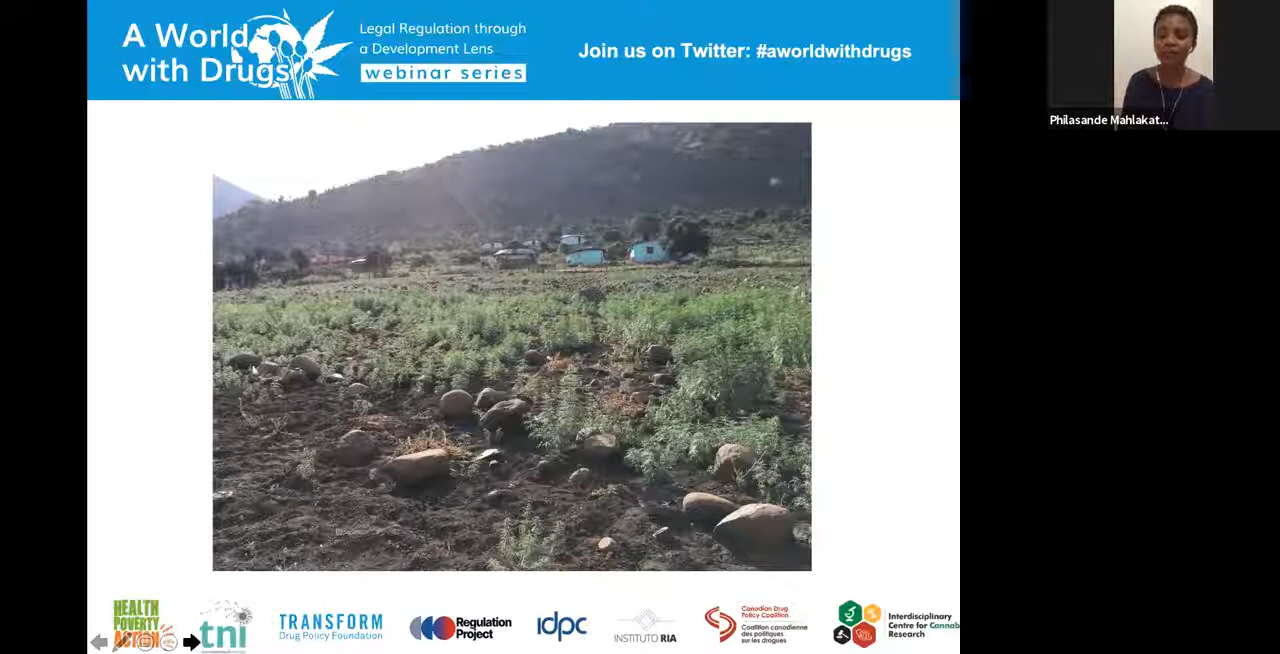 A World
with Drugs
Legal Regulation through
a Development Lens
webinar series
Join us on Twitter: #aworldwithdrugs
Philasande Mahlakat...
HEALTH
POVERTY
ACTION
tni
TRANSFORM
Drug Policy Foundation
Regulation
Project
idpc
INSTITUTO RIA
Canadian Drug
Policy Coalition
Coalition canadienne
des politiques
sur les drogues
Interdisciplinary
Centre for Cannab
Research